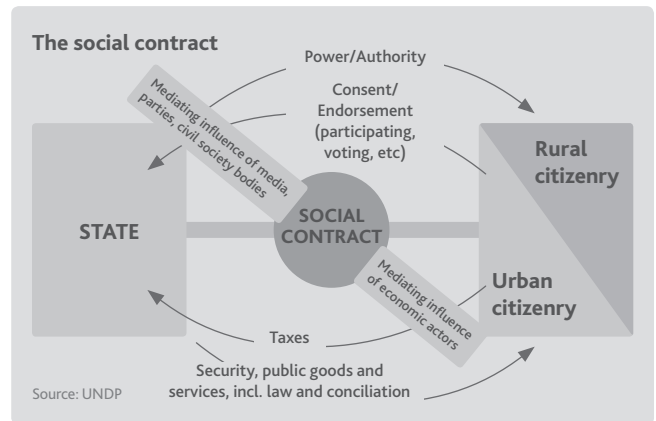 The social contract
Power/Authority
Consent/
Endorsement
(participating,
voting, etc)
Mediating influence of media,
parties, civil society bodies
Rural
citizenry
STATE
SOCIAL
CONTRACT
Mediating influence
of economic actors
Urban
citizenry
Taxes
Security, public goods and
services, incl. law and conciliation
Source: UNDP